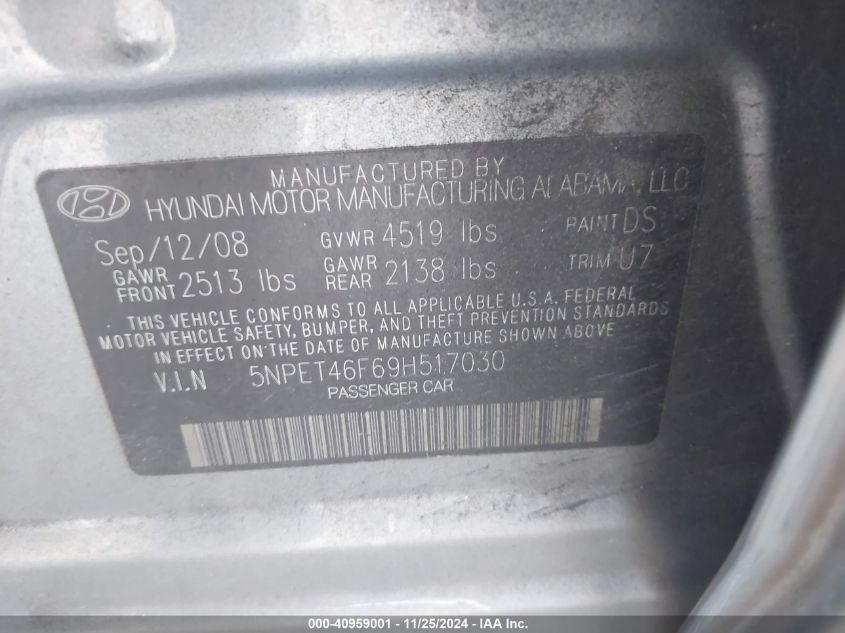 MANUFACTURED BY
HYUNDAI MOTOR MANUFACTURING ALABAMA, LLC
Sep/12/08 GVWR 4519 lbs PAINT DS
GAWR FRONT 2513 lbs GAWR REAR 2138 lbs TRIM U7
THIS VEHICLE CONFORMS TO ALL APPLICABLE U.S.A. FEDERAL
MOTOR VEHICLE SAFETY, BUMPER, AND THEFT PREVENTION STANDARDS
IN EFFECT ON THE DATE OF MANUFACTURE SHOWN ABOVE
V.I.N 5NPET46F69H517030
PASSENGER CAR
000-40959001 - 11/25/2024 - IAAI Inc.